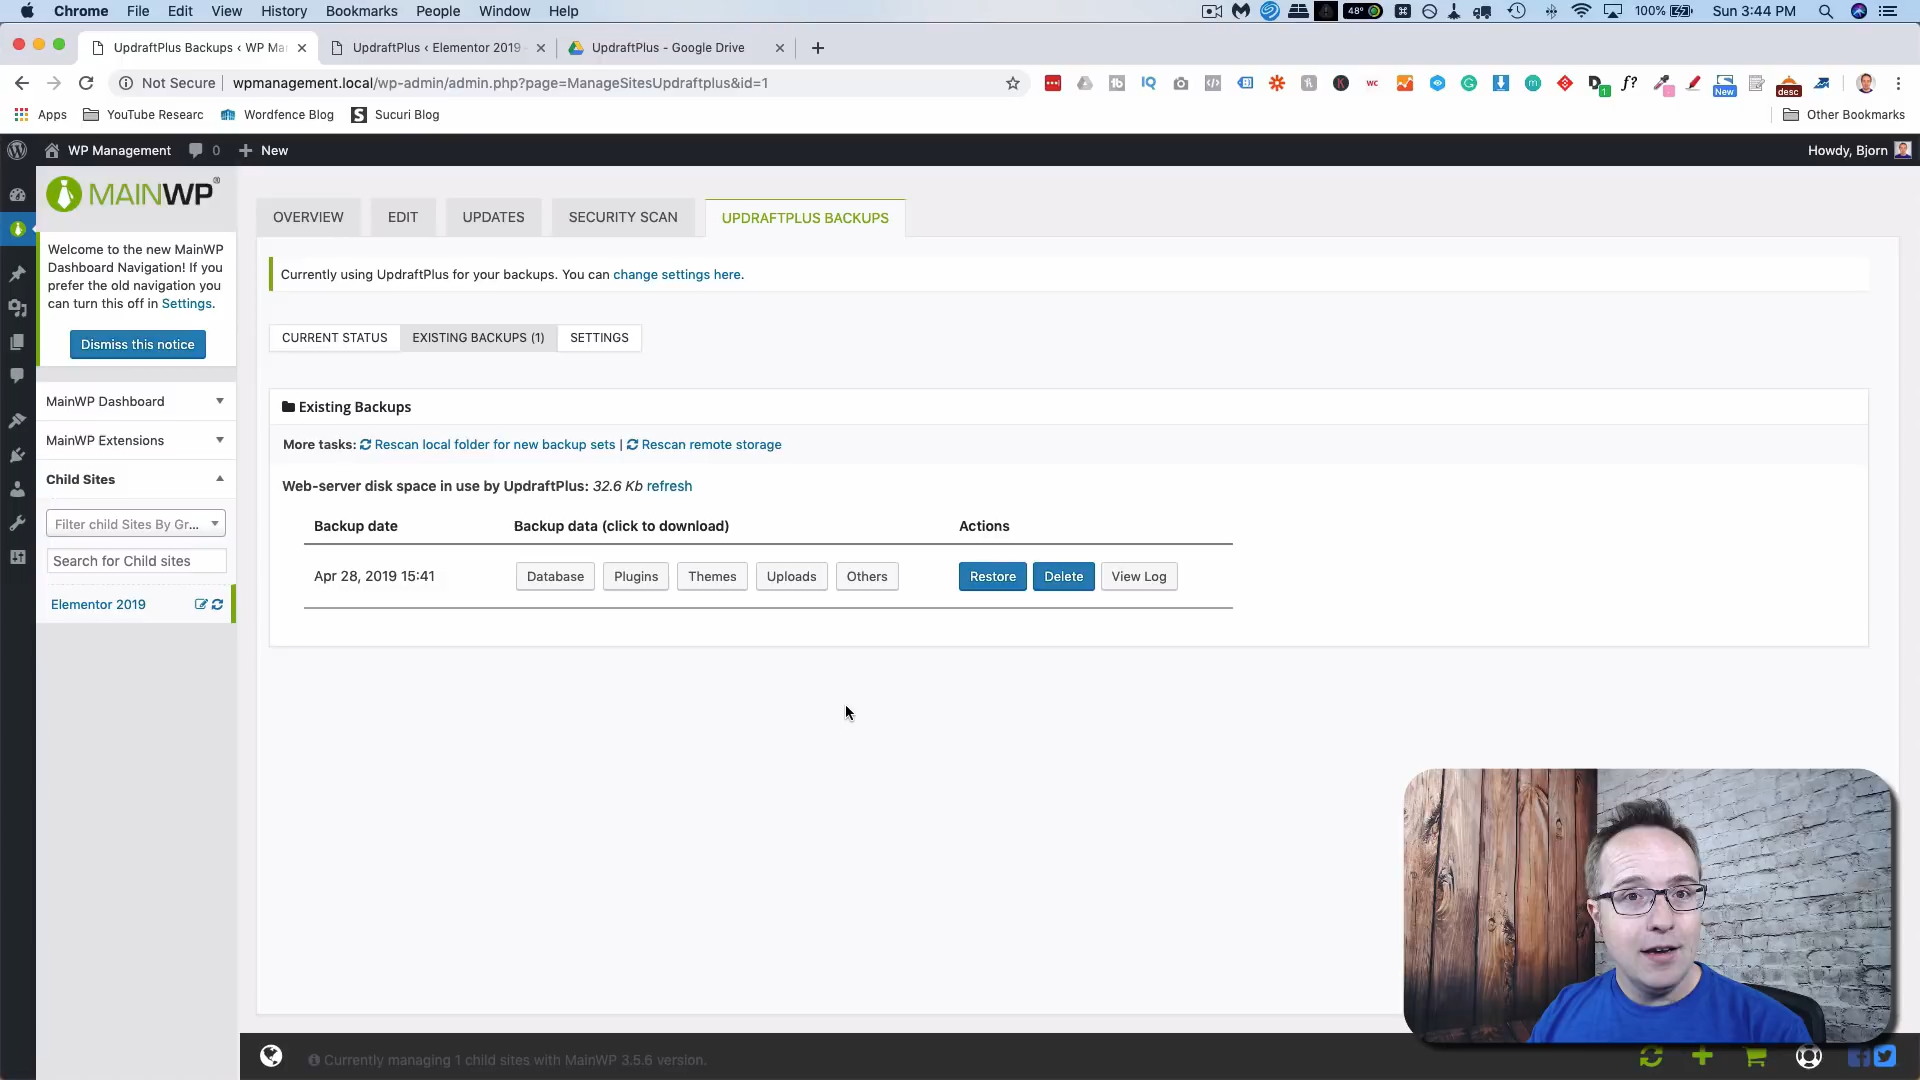 Chrome File Edit View History Bookmarks People Window Help 48° 100% Sun 3:44 PM
UpdraftPlus Backups ‹ WP Ma UpdraftPlus ‹ Elementor 2019 UpdraftPlus - Google Drive
Not Secure wpmanagement.local/wp-admin/admin.php?page=ManageSitesUpdraftplus&id=1
New desc
Apps YouTube Researc Wordfence Blog Sucuri Blog Other Bookmarks
WP Management 0 New Howdy, Bjorn
MAINWP®
OVERVIEW EDIT UPDATES SECURITY SCAN UPDRAFTPLUS BACKUPS
Welcome to the new MainWP
Dashboard Navigation! If you
prefer the old navigation you
can turn this off in Settings.
Dismiss this notice
MainWP Dashboard
MainWP Extensions
Child Sites
Filter child Sites By Gr...
Search for Child sites
Elementor 2019
Currently using UpdraftPlus for your backups. You can change settings here.
CURRENT STATUS EXISTING BACKUPS (1) SETTINGS
Existing Backups
More tasks: Rescan local folder for new backup sets | Rescan remote storage
Web-server disk space in use by UpdraftPlus: 32.6 Kb refresh
Backup date Backup data (click to download) Actions
Apr 28, 2019 15:41 Database Plugins Themes Uploads Others Restore Delete View Log
Currently managing 1 child sites with MainWP 3.5.6 version.